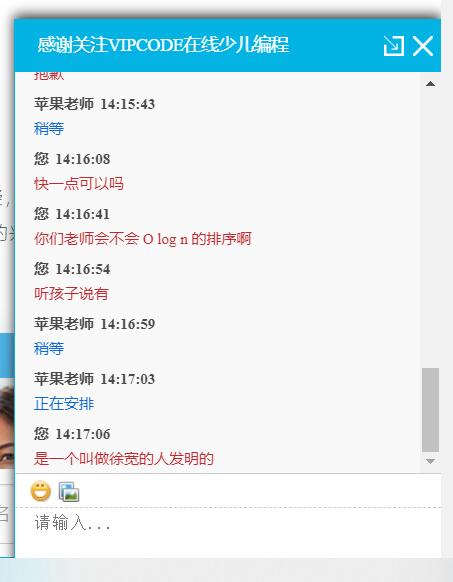 感谢关注VIPCODE在线少儿编程
抱歉
苹果老师 14:15:43
稍等
您 14:16:08
快一点可以吗
您 14:16:41
你们老师会不会 O log n 的排序啊
您 14:16:54
听孩子说有
苹果老师 14:16:59
稍等
苹果老师 14:17:03
正在安排
您 14:17:06
是一个叫做徐宽的人发明的
请输入...
的
名